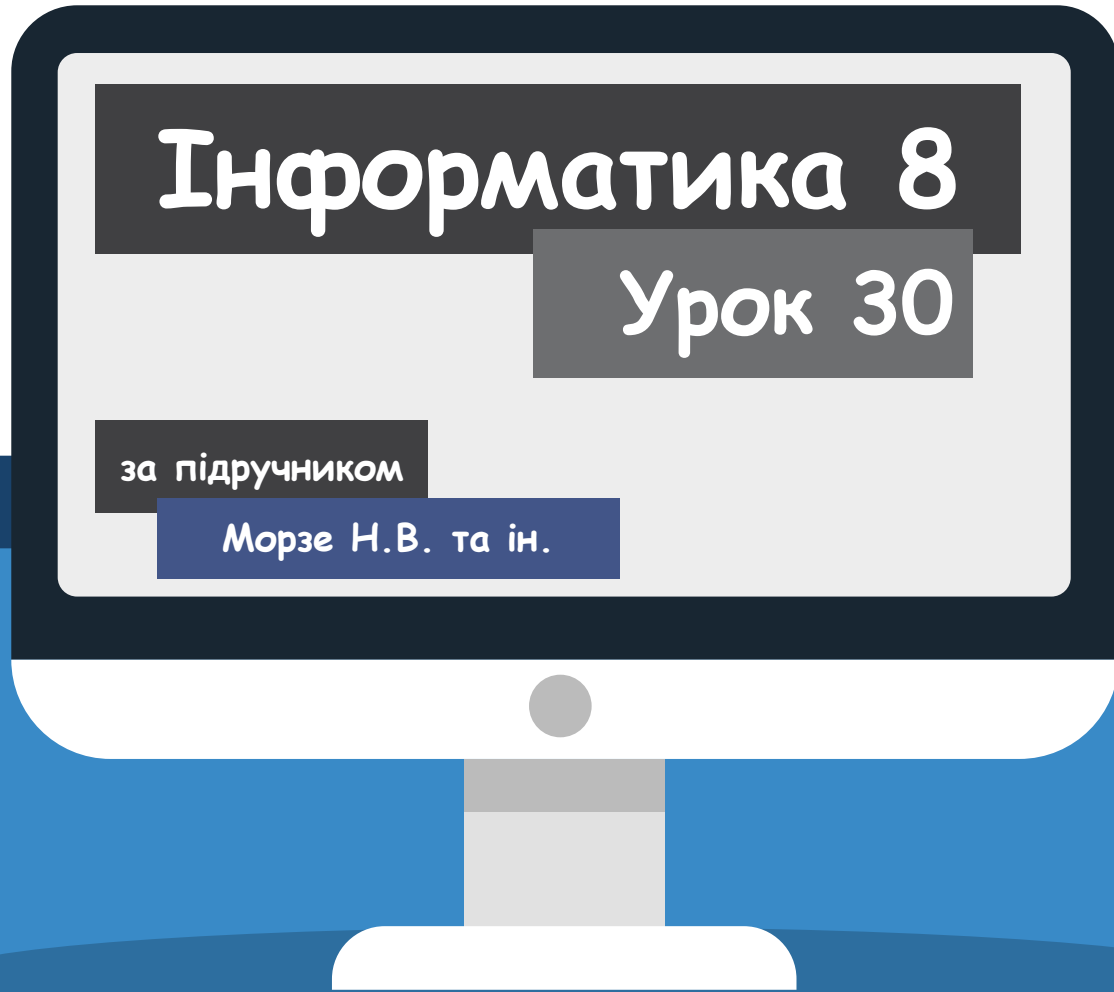 Інформатика 8
Урок 30
за підручником
Морзе Н.В. та ін.